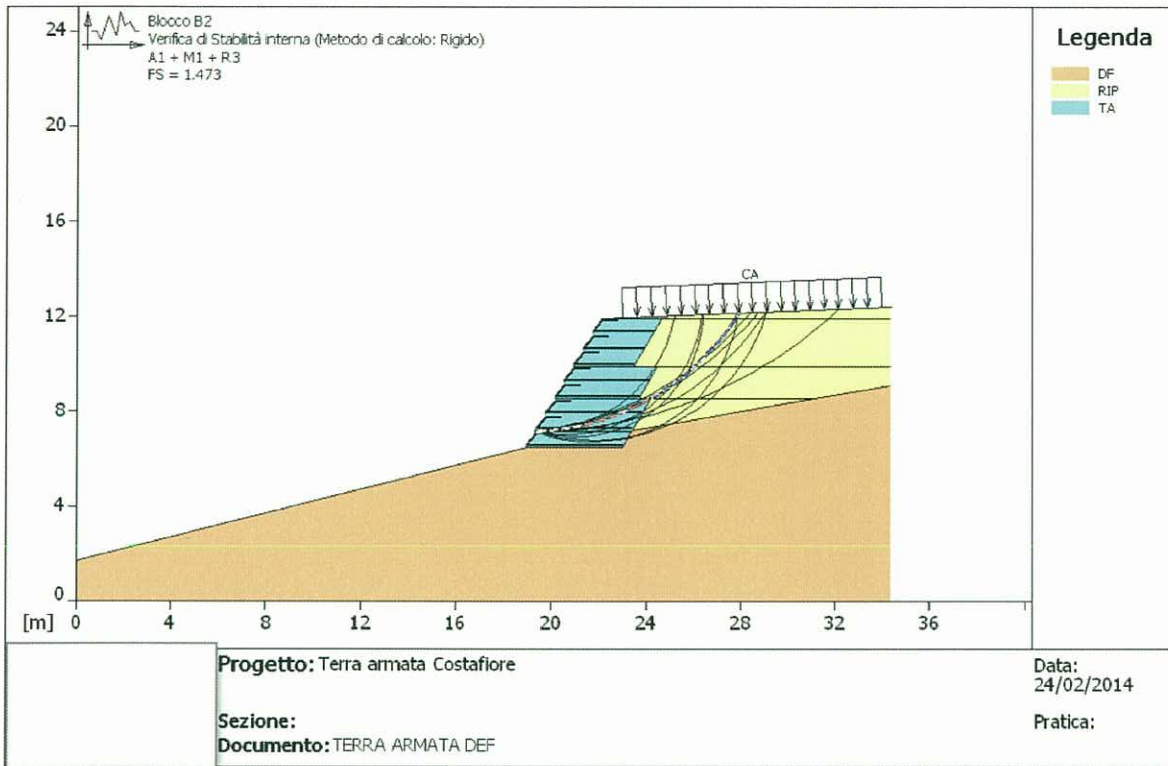 Blocco B2
Verifica di Stabilità interna (Metodo di calcolo: Rigido)
A1 + M1 + R3
FS = 1.473
Legenda
DF
RIP
TA
24
20
16
12
8
4
0
CA
[m]
0 4 8 12 16 20 24 28 32 36
Progetto: Terra armata Costafiore
Data:
24/02/2014
Sezione:
Pratica:
Documento: TERRA ARMATA DEF